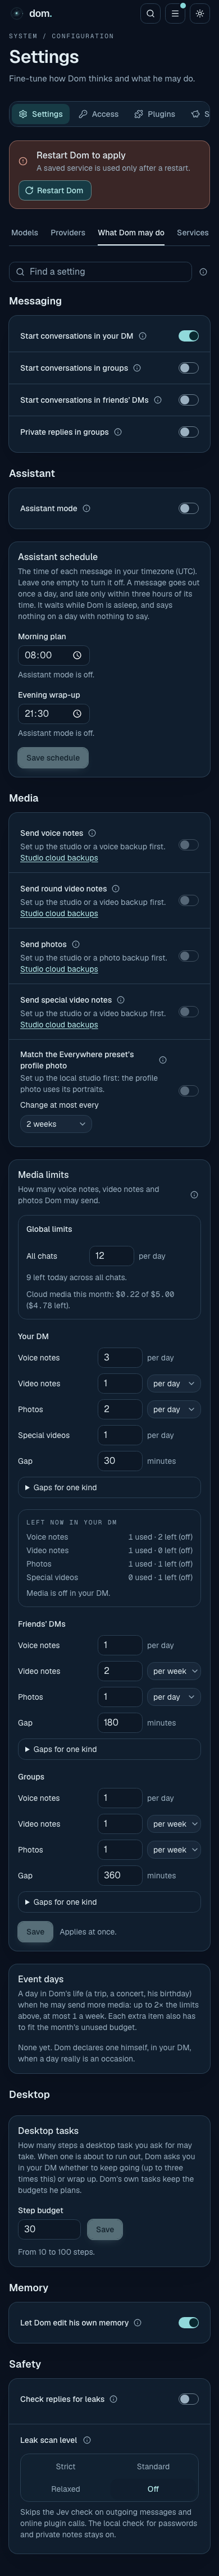 dom.
SYSTEM / CONFIGURATION
Settings
Fine-tune how Dom thinks and what he may do.
Settings
Access
Plugins
S
Restart Dom to apply
A saved service is used only after a restart.
Restart Dom
Models
Providers
What Dom may do
Services
Find a setting
Messaging
Start conversations in your DM
Start conversations in groups
Start conversations in friends' DMs
Private replies in groups
Assistant
Assistant mode
Assistant schedule
The time of each message in your timezone (UTC).
Leave one empty to turn it off. A message goes out
once a day, and late only within three hours of its
time. It waits while Dom is asleep, and says
nothing on a day with nothing to say.
Morning plan
08:00
Assistant mode is off.
Evening wrap-up
21:30
Assistant mode is off.
Save schedule
Media
Send voice notes
Set up the studio or a voice backup first.
Studio cloud backups
Send round video notes
Set up the studio or a video backup first.
Studio cloud backups
Send photos
Set up the studio or a photo backup first.
Studio cloud backups
Send special video notes
Set up the studio or a video backup first.
Studio cloud backups
Match the Everywhere preset's
profile photo
Set up the local studio first: the profile
photo uses its portraits.
Change at most every
2 weeks
Media limits
How many voice notes, video notes and
photos Dom may send.
Global limits
All chats
12
per day
9 left today across all chats.
Cloud media this month: $0.22 of $5.00
($4.78 left).
Your DM
Voice notes
3
per day
Video notes
1
per day
Photos
2
per day
Special videos
1
per day
Gap
30
minutes
Gaps for one kind
LEFT NOW IN YOUR DM
Voice notes
1 used · 2 left (off)
Video notes
1 used · 0 left (off)
Photos
1 used · 1 left (off)
Special videos
0 used · 1 left (off)
Media is off in your DM.
Friends' DMs
Voice notes
1
per day
Video notes
2
per week
Photos
1
per day
Gap
180
minutes
Gaps for one kind
Groups
Voice notes
1
per day
Video notes
1
per week
Photos
1
per week
Gap
360
minutes
Gaps for one kind
Save
Applies at once.
Event days
A day in Dom's life (a trip, a concert, his birthday)
when he may send more media: up to 2× the limits
above, at most 1 a week. Each extra item also has
to fit the month's unused budget.
None yet. Dom declares one himself, in your DM,
when a day really is an occasion.
Desktop
Desktop tasks
How many steps a desktop task you ask for may
take. When one is about to run out, Dom asks you
in your DM whether to keep going (up to three
times this) or wrap up. Dom's own tasks keep the
budgets he plans.
Step budget
30
Save
From 10 to 100 steps.
Memory
Let Dom edit his own memory
Safety
Check replies for leaks
Leak scan level
Strict
Standard
Relaxed
Off
Skips the Jev check on outgoing messages and
online plugin calls. The local check for passwords
and private notes stays on.